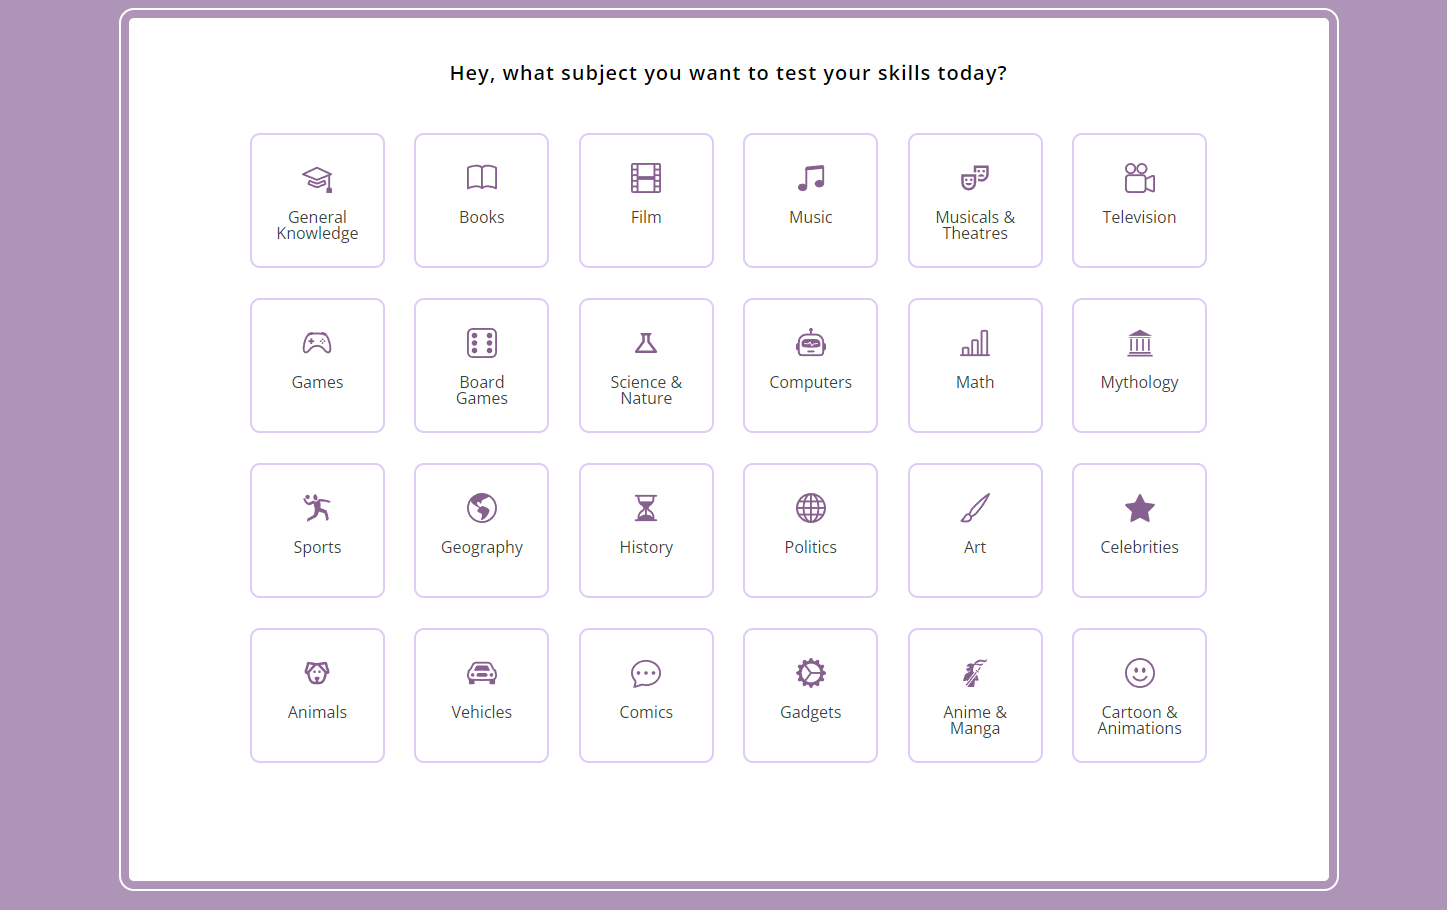 Hey, what subject you want to test your skills today?
General
Knowledge
Books
Film
Music
Musicals &
Theatres
Television
Games
Board
Games
Science &
Nature
Computers
Math
Mythology
Sports
Geography
History
Politics
Art
Celebrities
Animals
Vehicles
Comics
Gadgets
Anime &
Manga
Cartoon &
Animations